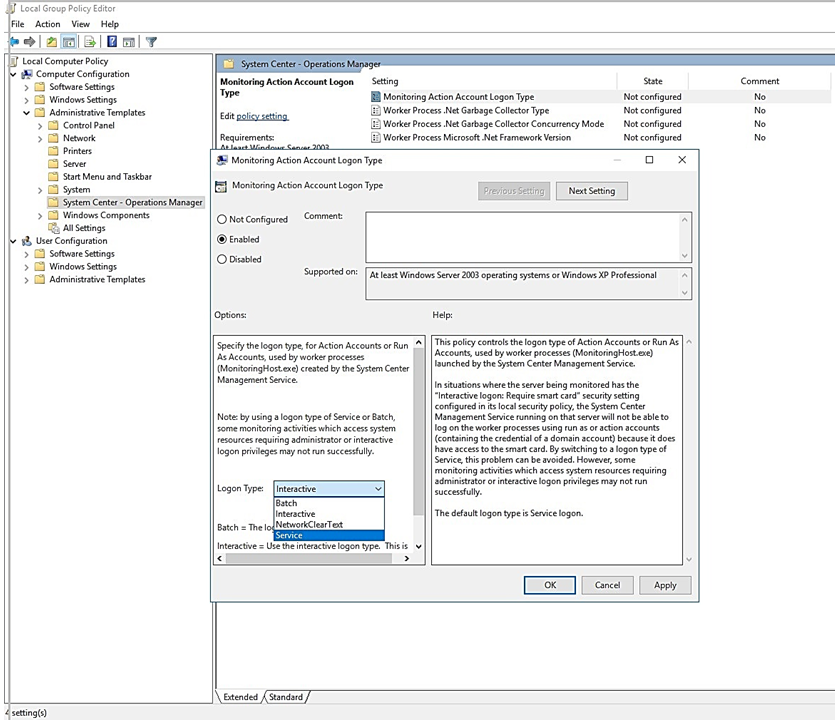 Local Group Policy Editor
File Action View Help
Local Computer Policy
Computer Configuration
Software Settings
Windows Settings
Administrative Templates
Control Panel
Network
Printers
Server
Start Menu and Taskbar
System
System Center - Operations Manager
Windows Components
All Settings
User Configuration
Software Settings
Windows Settings
Administrative Templates
System Center - Operations Manager
Monitoring Action Account Logon
Type
Edit policy setting
Requirements:
At least Windows Server 2003
Setting State Comment
Monitoring Action Account Logon Type Not configured No
Worker Process .Net Garbage Collector Type Not configured No
Worker Process .Net Garbage Collector Concurrency Mode Not configured No
Worker Process Microsoft .Net Framework Version Not configured No
Monitoring Action Account Logon Type
Monitoring Action Account Logon Type
Previous Setting Next Setting
Not Configured
Enabled
Disabled
Comment:
Supported on:
At least Windows Server 2003 operating systems or Windows XP Professional
Options:
Specify the logon type, for Action Accounts or Run
As Accounts, used by worker processes
(MonitoringHost.exe) created by the System Center
Management Service.
Note: by using a logon type of Service or Batch,
some monitoring activities which access system
resources requiring administrator or interactive
logon privileges may not run successfully.
Logon Type: Interactive
Batch
Interactive
NetworkClearText
Service
Batch = The lo
Interactive = Use the interactive logon type. This is
Help:
This policy controls the logon type of Action Accounts or Run As
Accounts, used by worker processes (MonitoringHost.exe)
launched by the System Center Management Service.
In situations where the server being monitored has the
"Interactive logon: Require smart card" security setting
configured in its local security policy, the System Center
Management Service running on that server will not be able to
log on the worker processes using run as or action accounts
(containing the credential of a domain account) because it does
have access to the smart card. By switching to a logon type of
Service, this problem can be avoided. However, some
monitoring activities which access system resources requiring
administrator or interactive logon privileges may not run
successfully.
The default logon type is Service logon.
OK Cancel Apply
Extended Standard
4 setting(s)